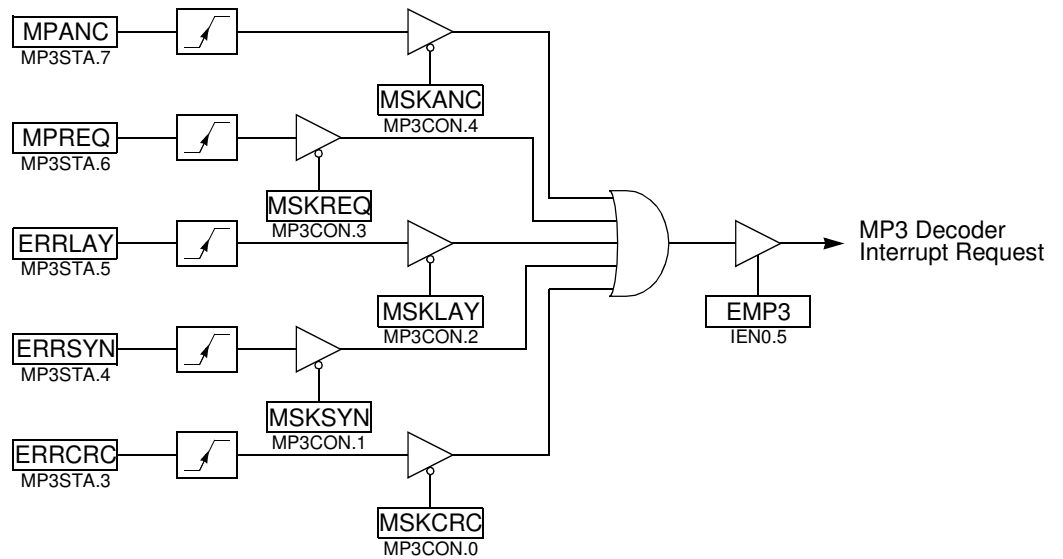 MPANC
MP3STA.7
MSKANC
MP3CON.4
MPREQ
MP3STA.6
MSKREQ
MP3CON.3
ERRLAY
MP3STA.5
MSKLAY
MP3CON.2
MP3 Decoder
Interrupt Request
EMP3
IEN0.5
ERRSYN
MP3STA.4
MSKSYN
MP3CON.1
ERRCRC
MP3STA.3
MSKCRC
MP3CON.0